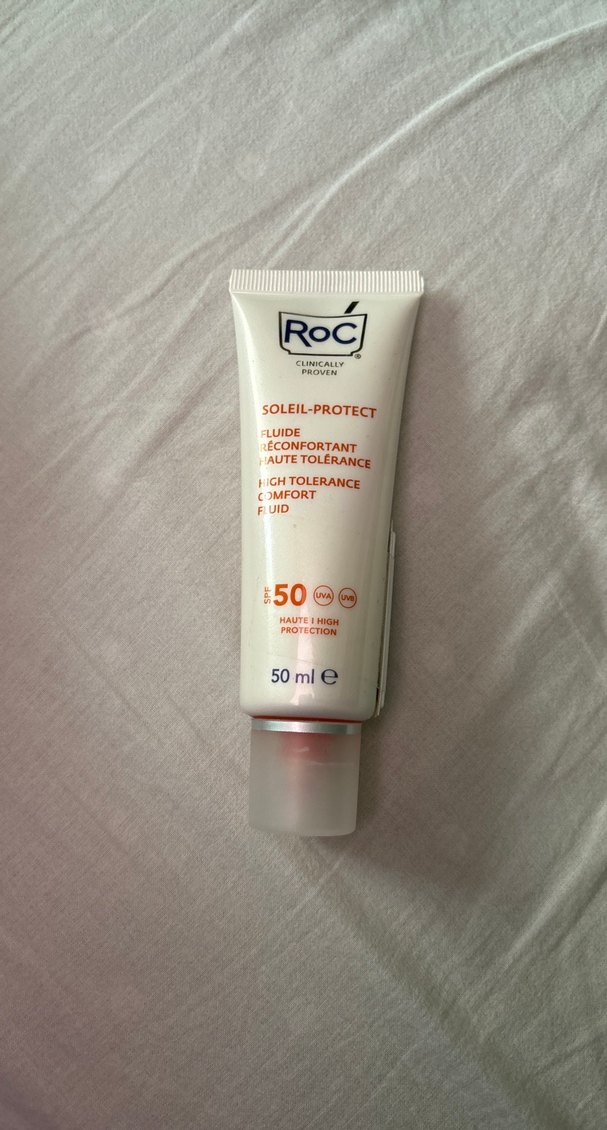 RoC®
CLINICALLY
PROVEN
SOLEIL-PROTECT
FLUIDE
RÉCONFORTANT
HAUTE TOLÉRANCE
HIGH TOLERANCE
COMFORT
FLUID
SPF 50 UVA UVB
HAUTE I HIGH
PROTECTION
50 ml ℮